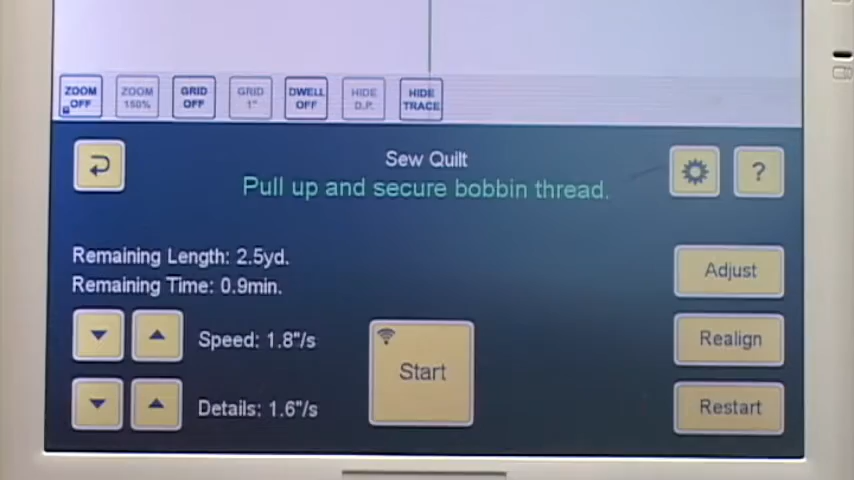 ZOOM OFF
ZOOM 150%
GRID OFF
GRID 1"
DWELL OFF
HIDE D.P.
HIDE TRACE
Sew Quilt
Pull up and secure bobbin thread.
?
Remaining Length: 2.5yd.
Remaining Time: 0.9min.
Adjust
Speed: 1.8"/s
Start
Realign
Details: 1.6"/s
Restart